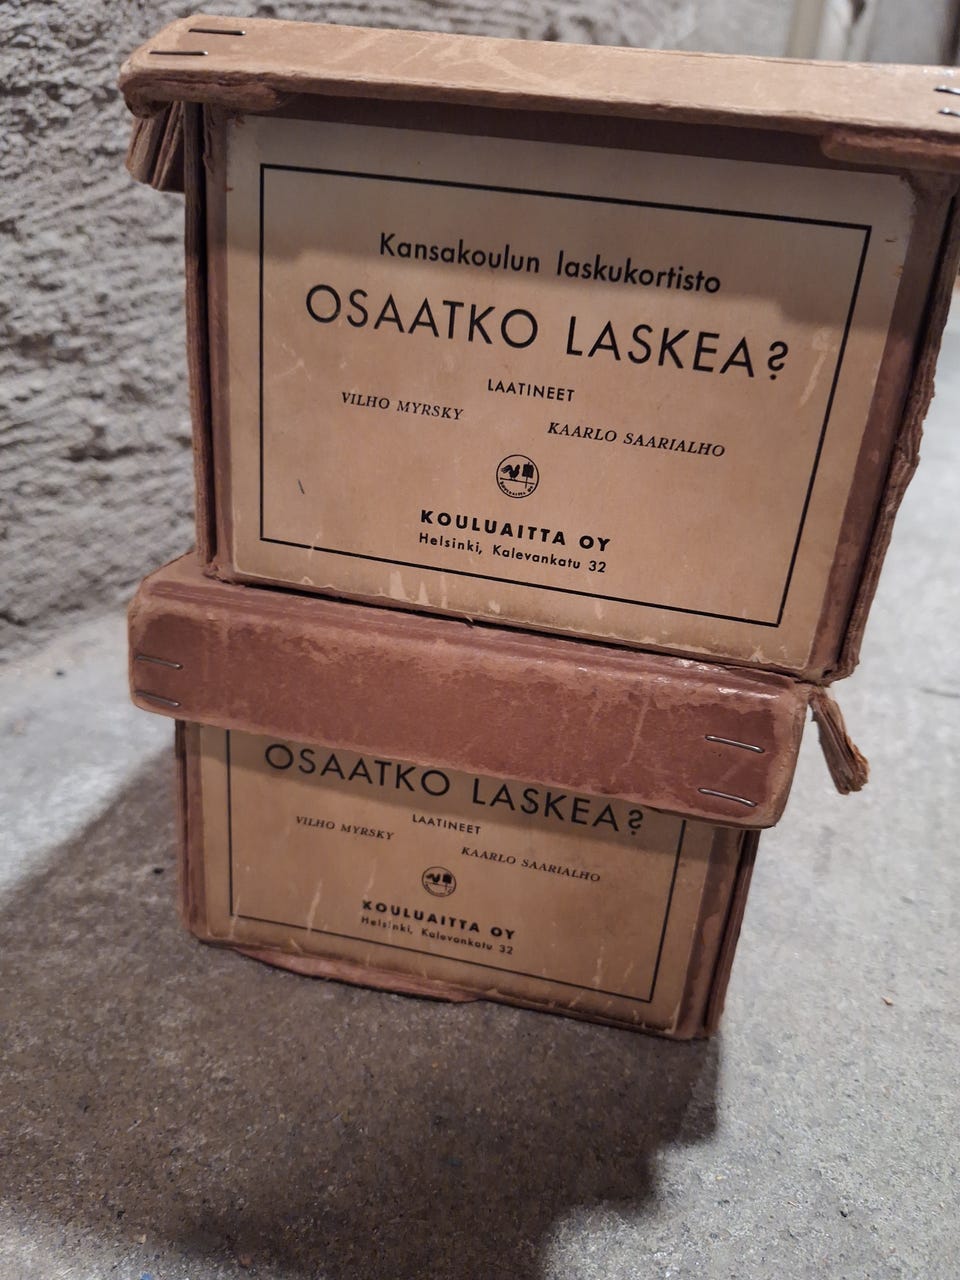 Kansakoulun laskukortisto
OSAATKO LASKEA?
LAATINEET
VILHO MYRSKY
KAARLO SAARIALHO
KOULUAITTA OY
Helsinki, Kalevankatu 32
OSAATKO LASKEA?
LAATINEET
VILHO MYRSKY
KAARLO SAARIALHO
KOULUAITTA OY
Helsinki, Kalevankatu 32